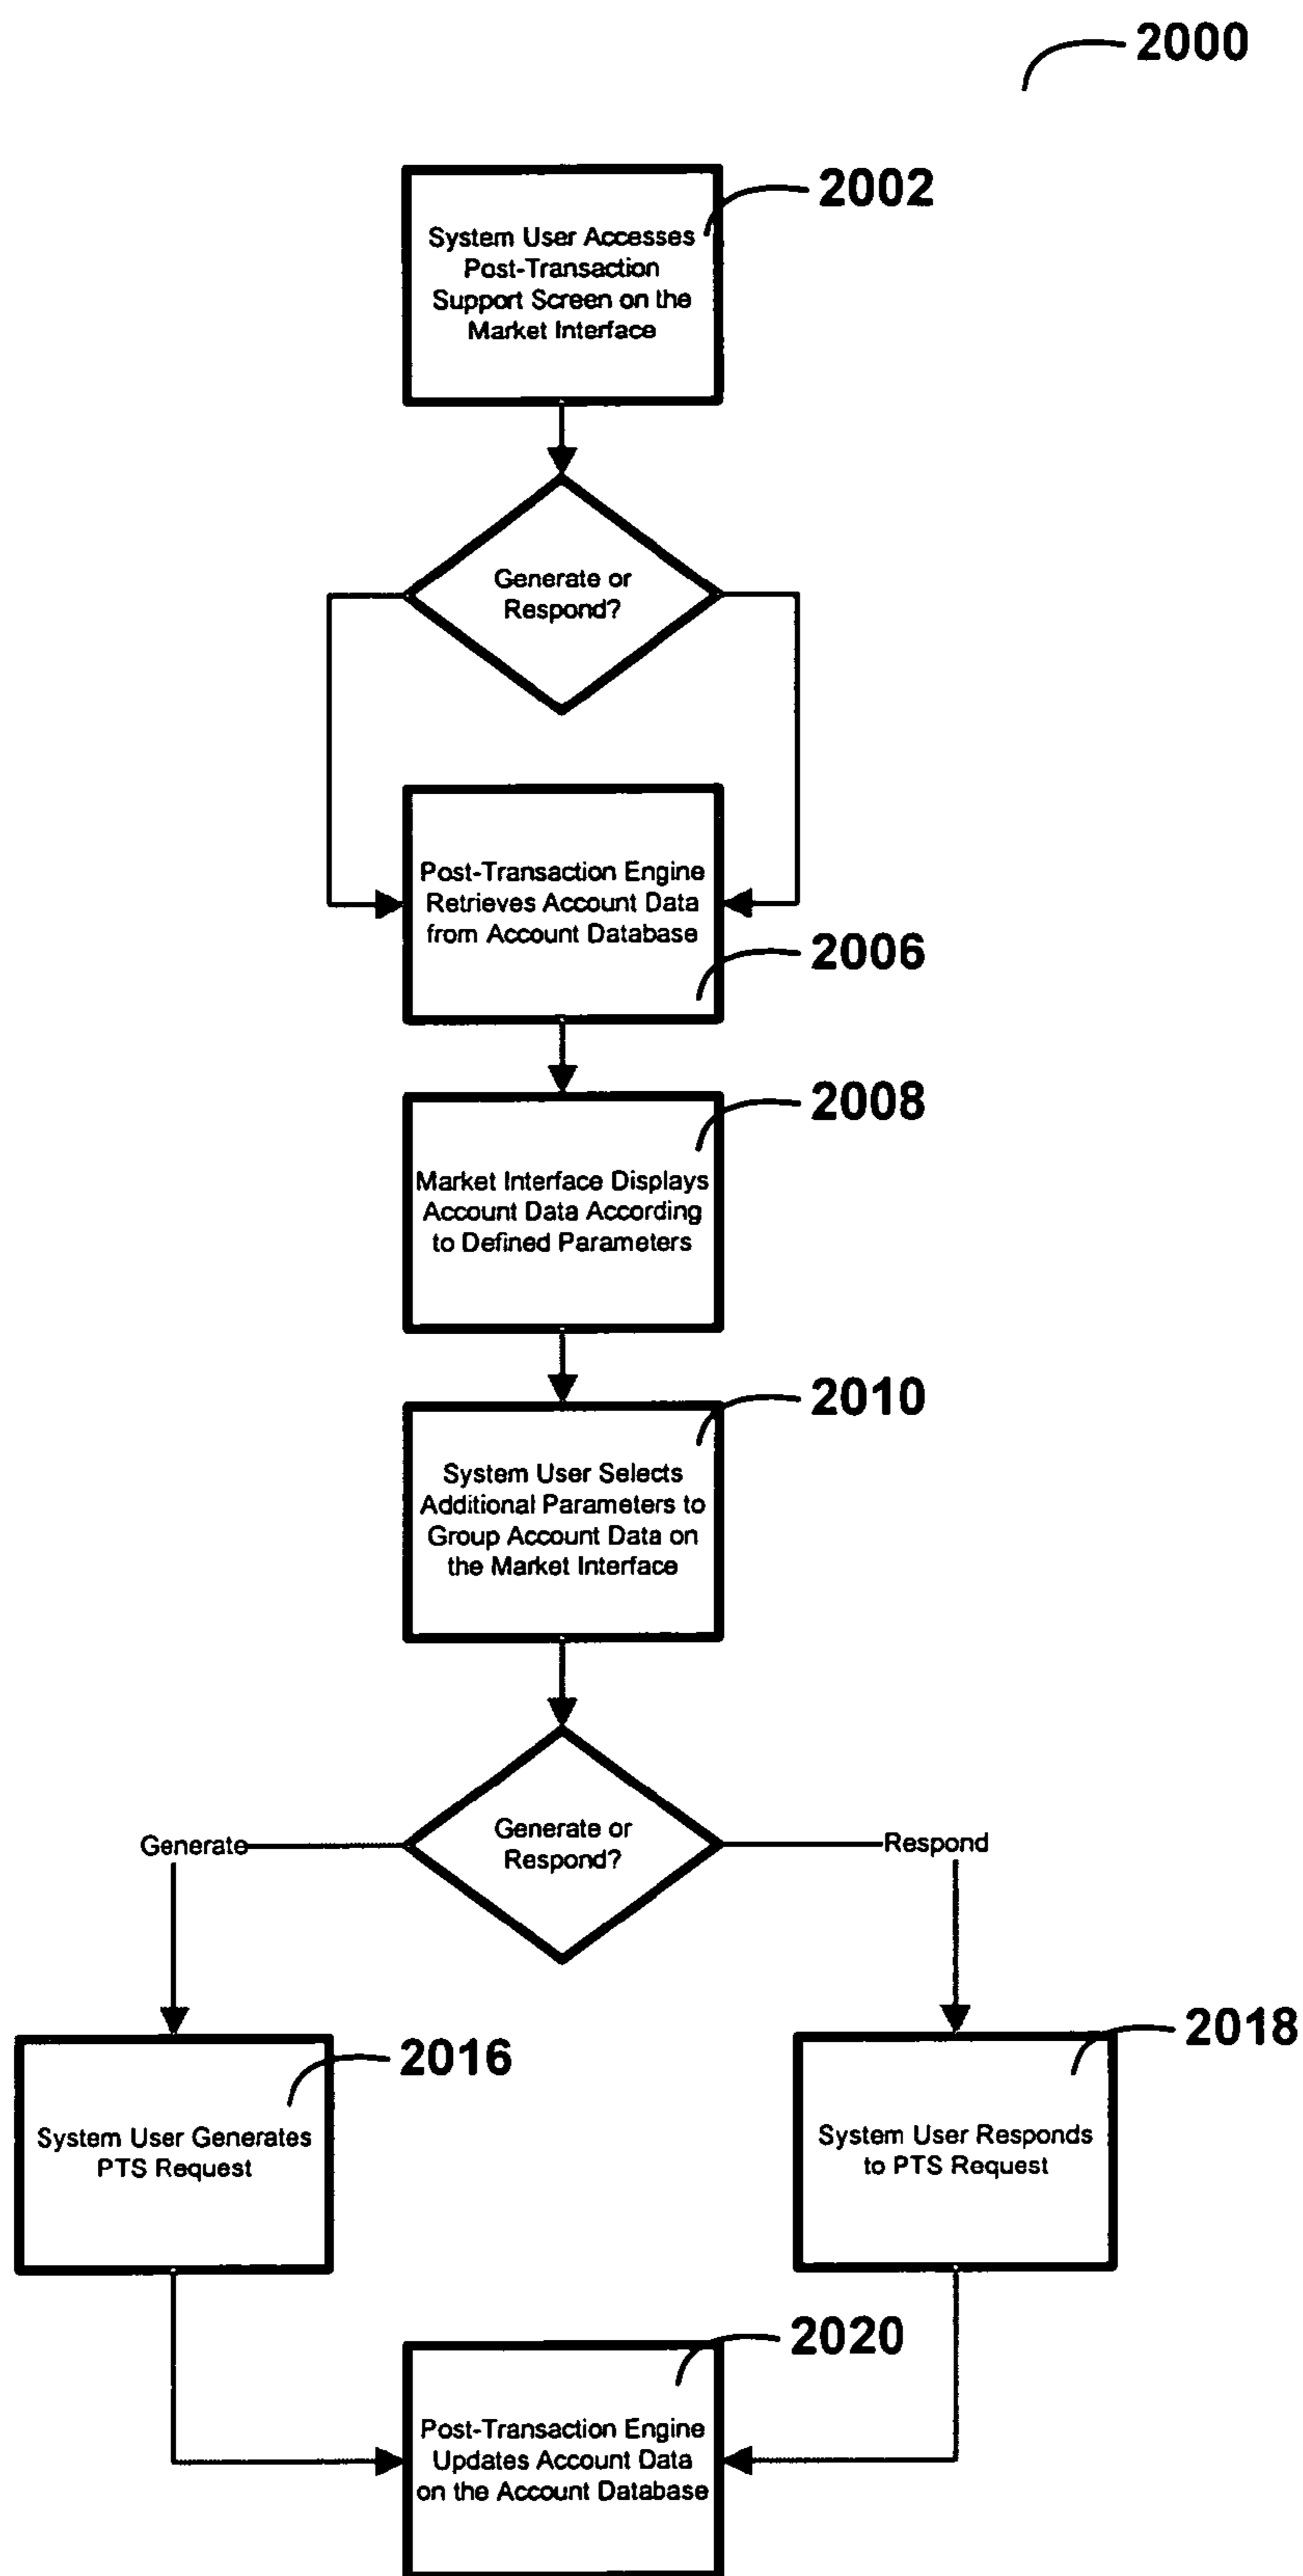 2000
2002
System User Accesses
Post-Transaction
Support Screen on the
Market Interface
Generate or
Respond?
Post-Transaction Engine
Retrieves Account Data
from Account Database
2006
2008
Market Interface Displays
Account Data According
to Defined Parameters
2010
System User Selects
Additional Parameters to
Group Account Data on
the Market Interface
Generate or
Respond?
Generate
Respond
2016
System User Generates
PTS Request
2018
System User Responds
to PTS Request
2020
Post-Transaction Engine
Updates Account Data
on the Account Database